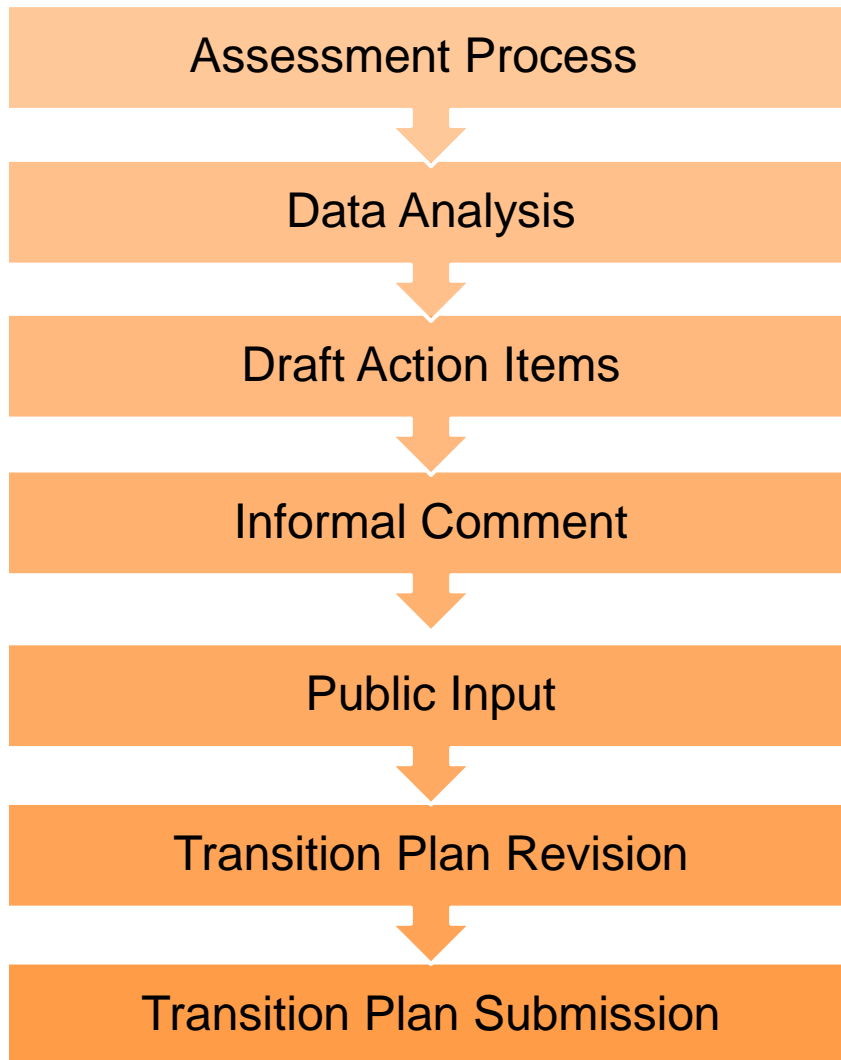 Assessment Process
Data Analysis
Draft Action Items
Informal Comment
Public Input
Transition Plan Revision
Transition Plan Submission